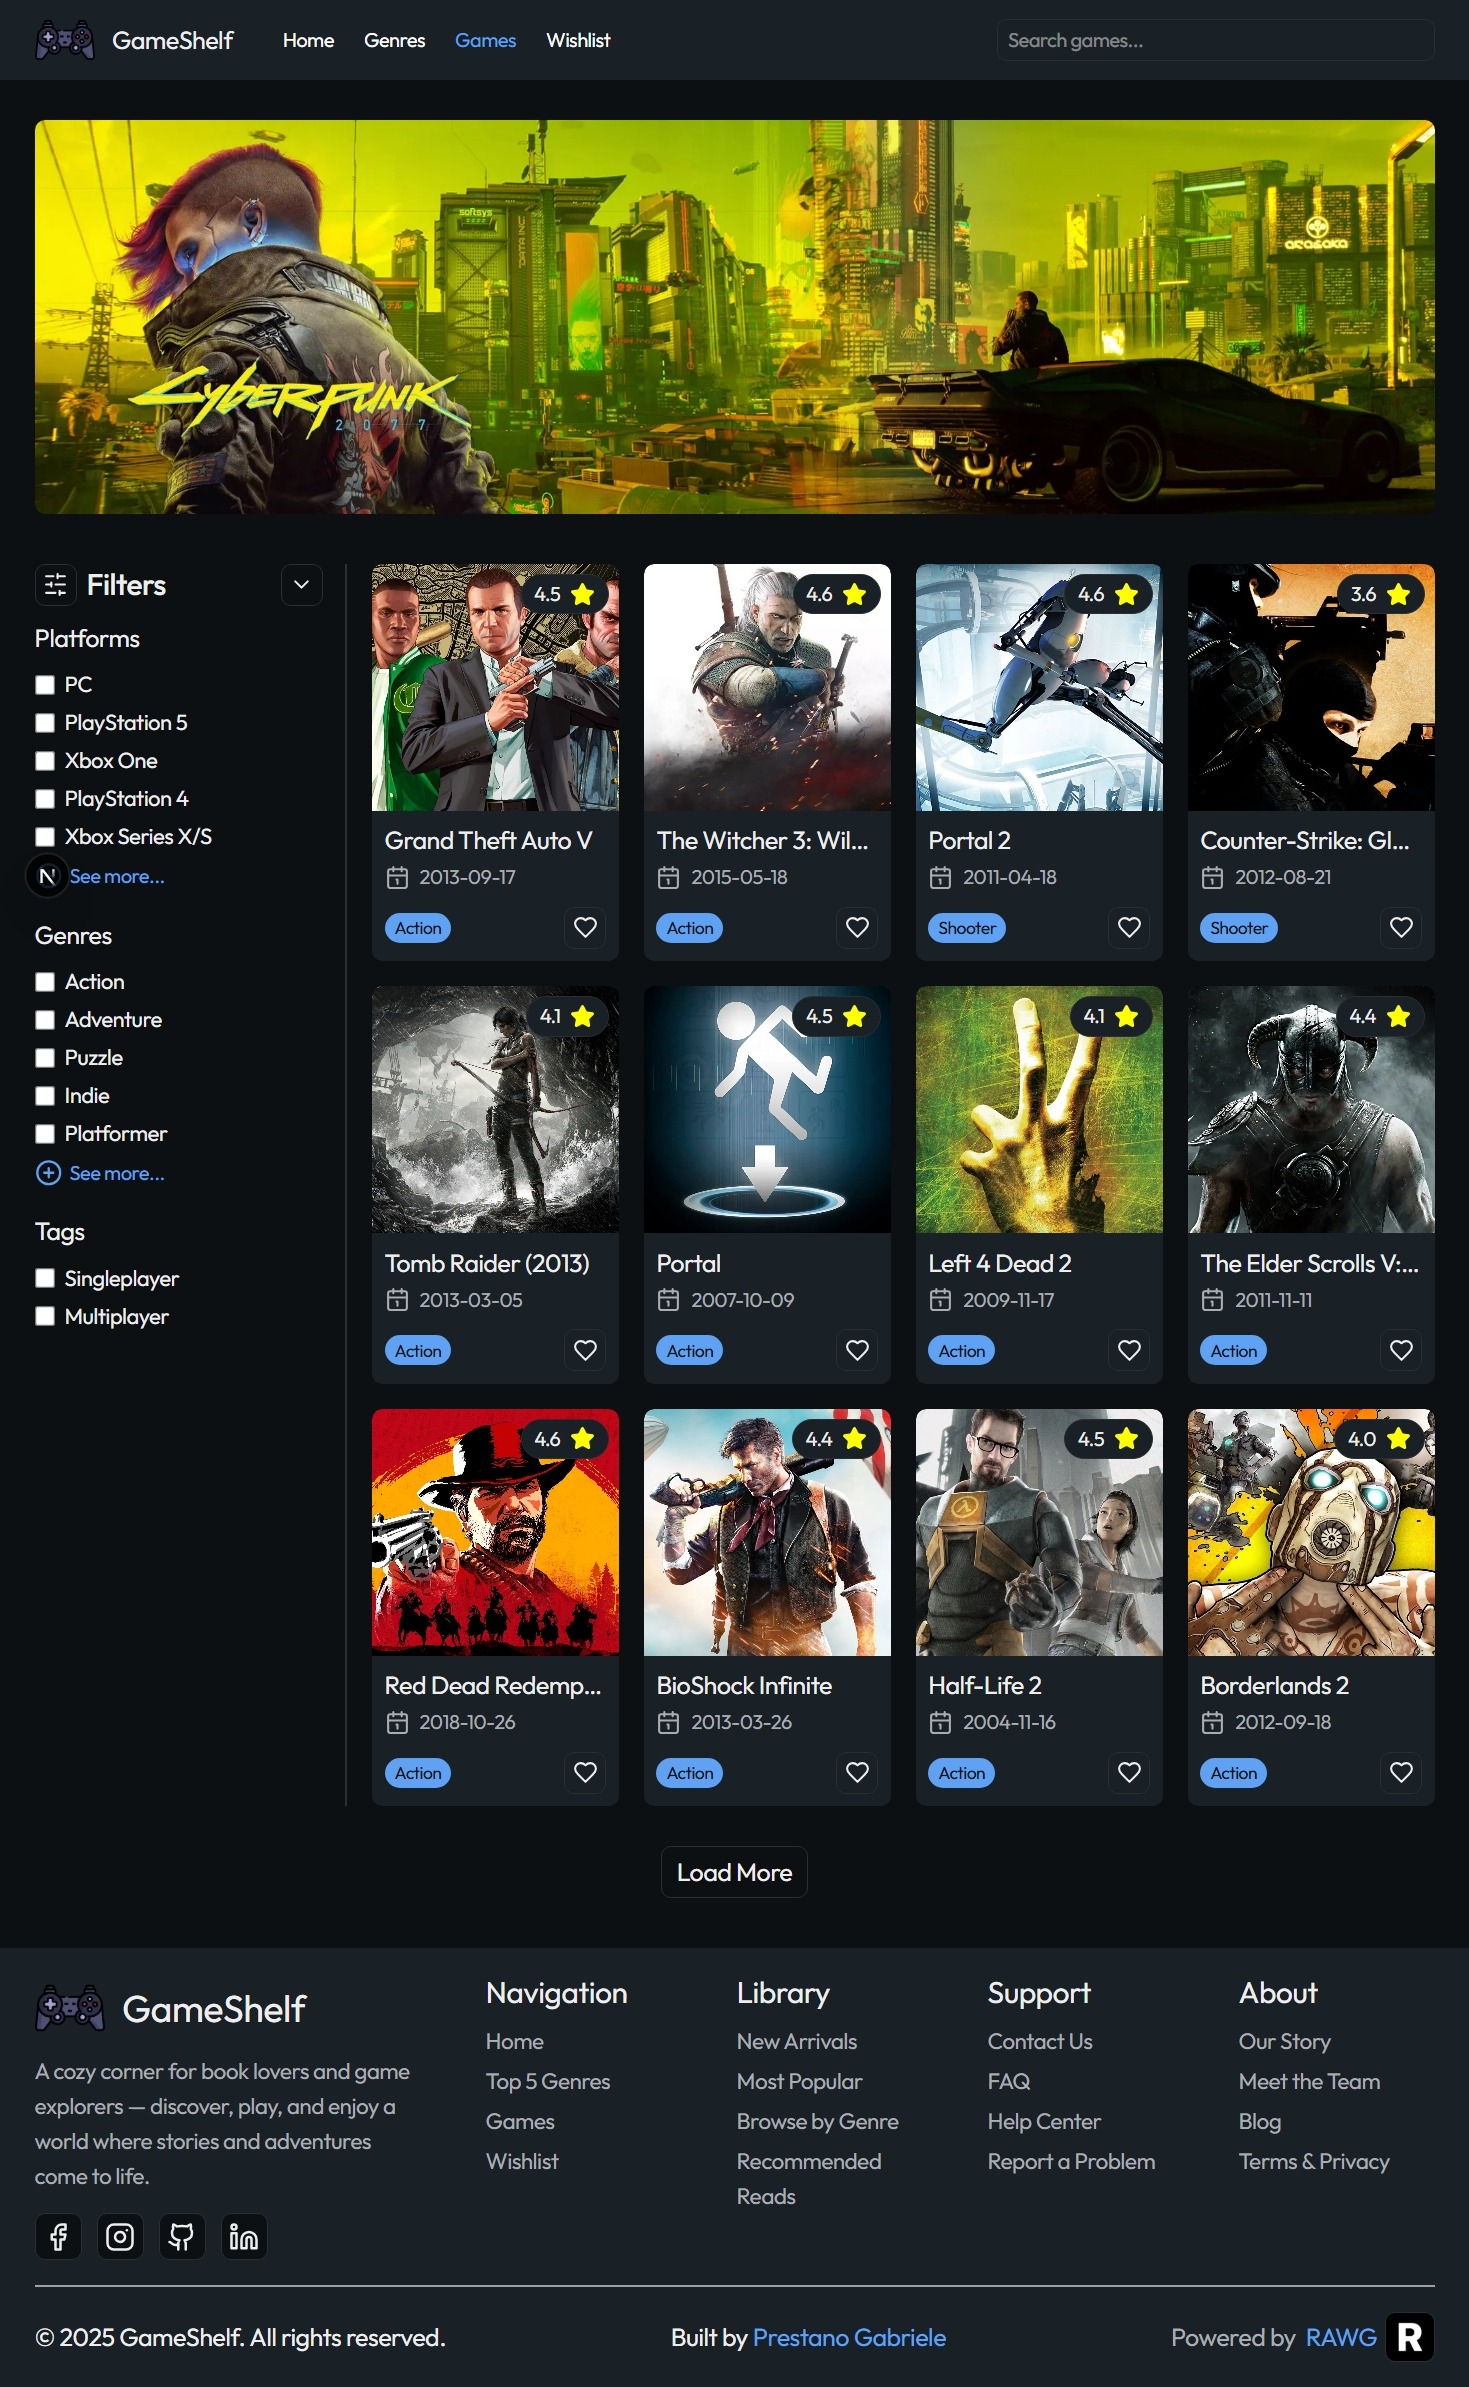 GameShelf
Home Genres Games Wishlist
Search games...
softsys
arasaka
Cyberpunk
2077
Filters
Platforms
PC
PlayStation 5
Xbox One
PlayStation 4
Xbox Series X/S
N See more...
Genres
Action
Adventure
Puzzle
Indie
Platformer
See more...
Tags
Singleplayer
Multiplayer
4.5
Grand Theft Auto V
2013-09-17
Action
4.6
The Witcher 3: Wil...
2015-05-18
Action
4.6
Portal 2
2011-04-18
Shooter
3.6
Counter-Strike: Gl...
2012-08-21
Shooter
4.1
Tomb Raider (2013)
2013-03-05
Action
4.5
Portal
2007-10-09
Action
4.1
Left 4 Dead 2
2009-11-17
Action
4.4
The Elder Scrolls V:...
2011-11-11
Action
4.6
Red Dead Redemp...
2018-10-26
Action
4.4
BioShock Infinite
2013-03-26
Action
4.5
Half-Life 2
2004-11-16
Action
4.0
Borderlands 2
2012-09-18
Action
Load More
GameShelf
A cozy corner for book lovers and game
explorers — discover, play, and enjoy a
world where stories and adventures
come to life.
Navigation
Home
Top 5 Genres
Games
Wishlist
Library
New Arrivals
Most Popular
Browse by Genre
Recommended
Reads
Support
Contact Us
FAQ
Help Center
Report a Problem
About
Our Story
Meet the Team
Blog
Terms & Privacy
© 2025 GameShelf. All rights reserved.
Built by Prestano Gabriele
Powered by RAWG R